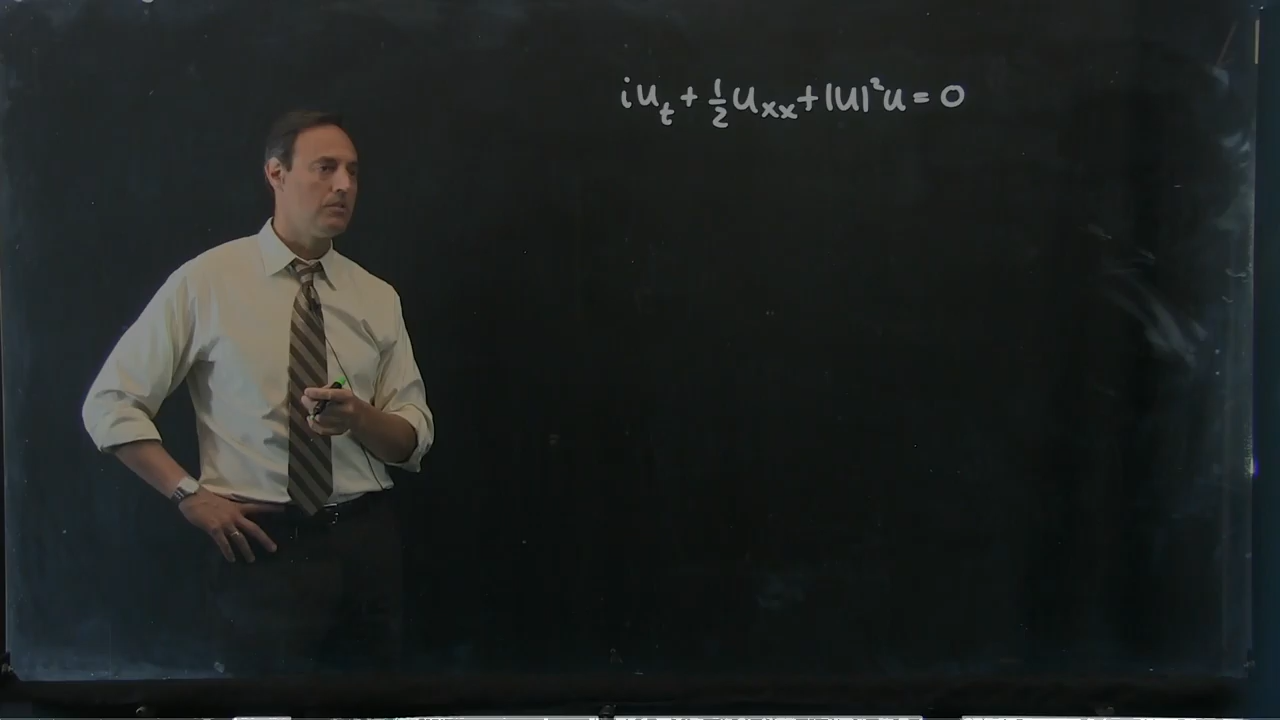 iu_t + ½u_xx + |u|²u = 0